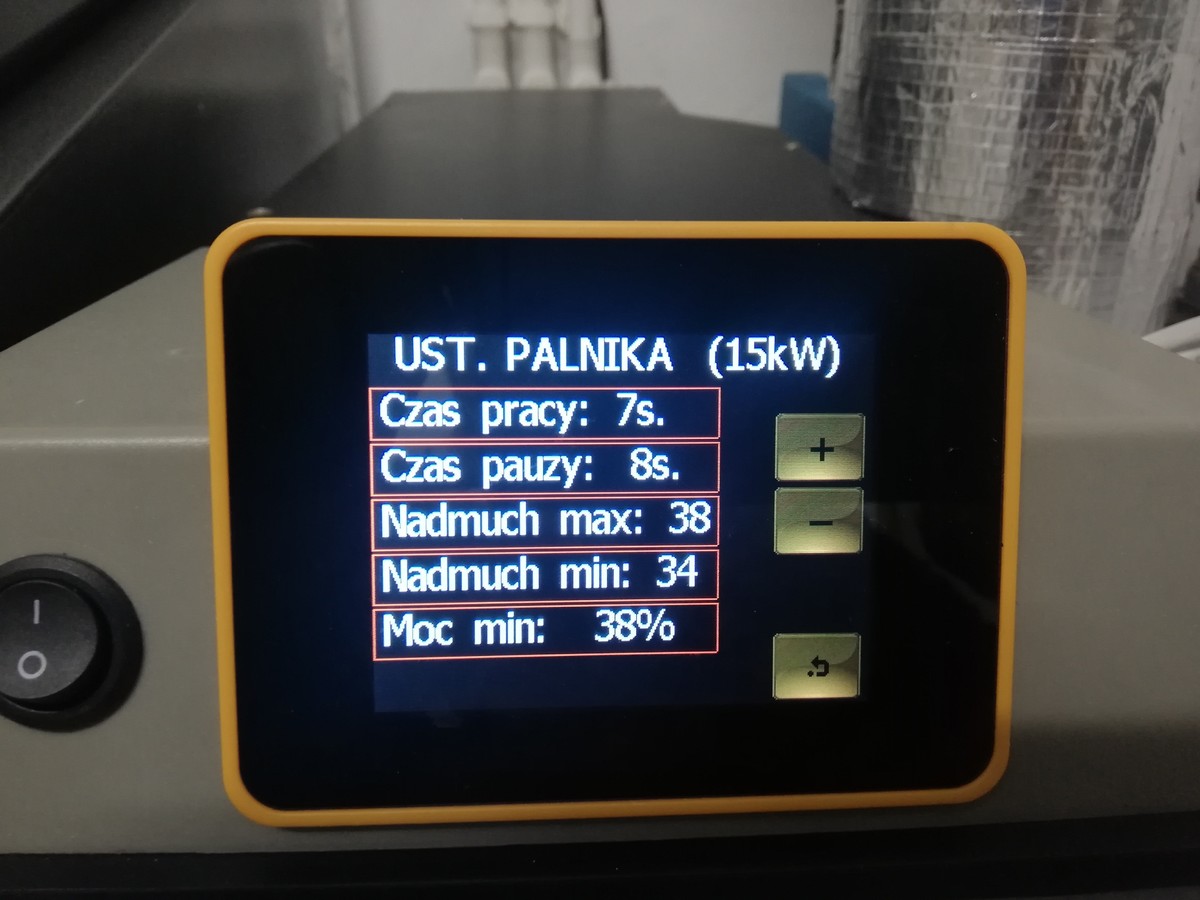 UST. PALNIKA (15kW)
Czas pracy: 7s.
Czas pauzy: 8s.
+
Nadmuch max: 38
-
Nadmuch min: 34
Moc min: 38%
I
O